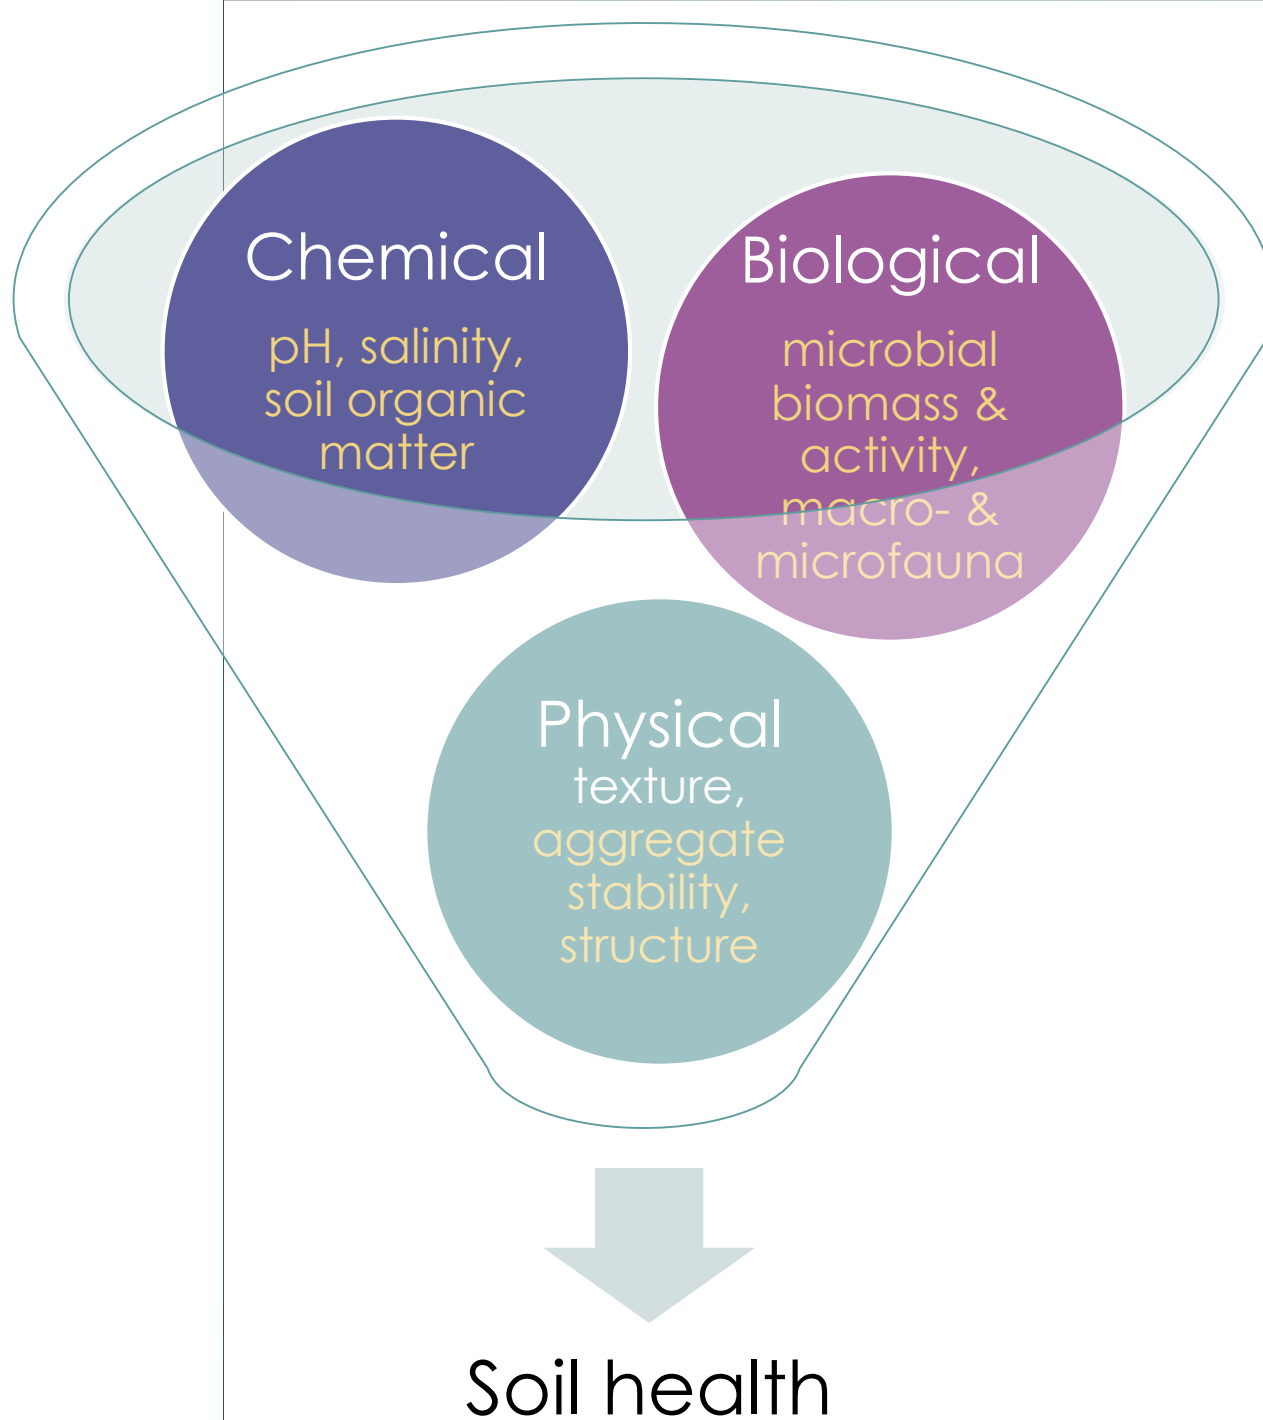 Chemical
pH, salinity,
soil organic
matter
Biological
microbial
biomass &
activity,
macro- &
microfauna
Physical
texture,
aggregate
stability,
structure
Soil health